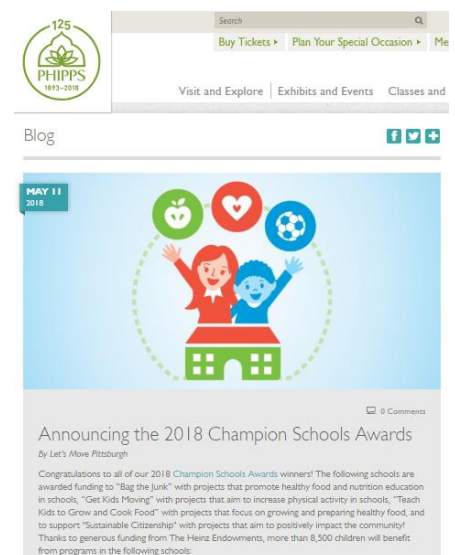 125
PHIPPS
1893-2018
Search
Buy Tickets Plan Your Special Occasion Me
Visit and Explore Exhibits and Events Classes and
Blog
MAY 11
2018
0 Comments
Announcing the 2018 Champion Schools Awards
By Let's Move Pittsburgh
Congratulations to all of our 2018 Champion Schools Awards winners! The following schools are
awarded funding to "Bag the Junk" with projects that promote healthy food and nutrition education
in schools, "Get Kids Moving" with projects that aim to increase physical activity in schools, "Teach
Kids to Grow and Cook Food" with projects that focus on growing and preparing healthy food, and
to support "Sustainable Citizenship" with projects that aim to positively impact the community!
Thanks to generous funding from The Heinz Endowments, more than 8,500 children will benefit
from programs in the following schools: